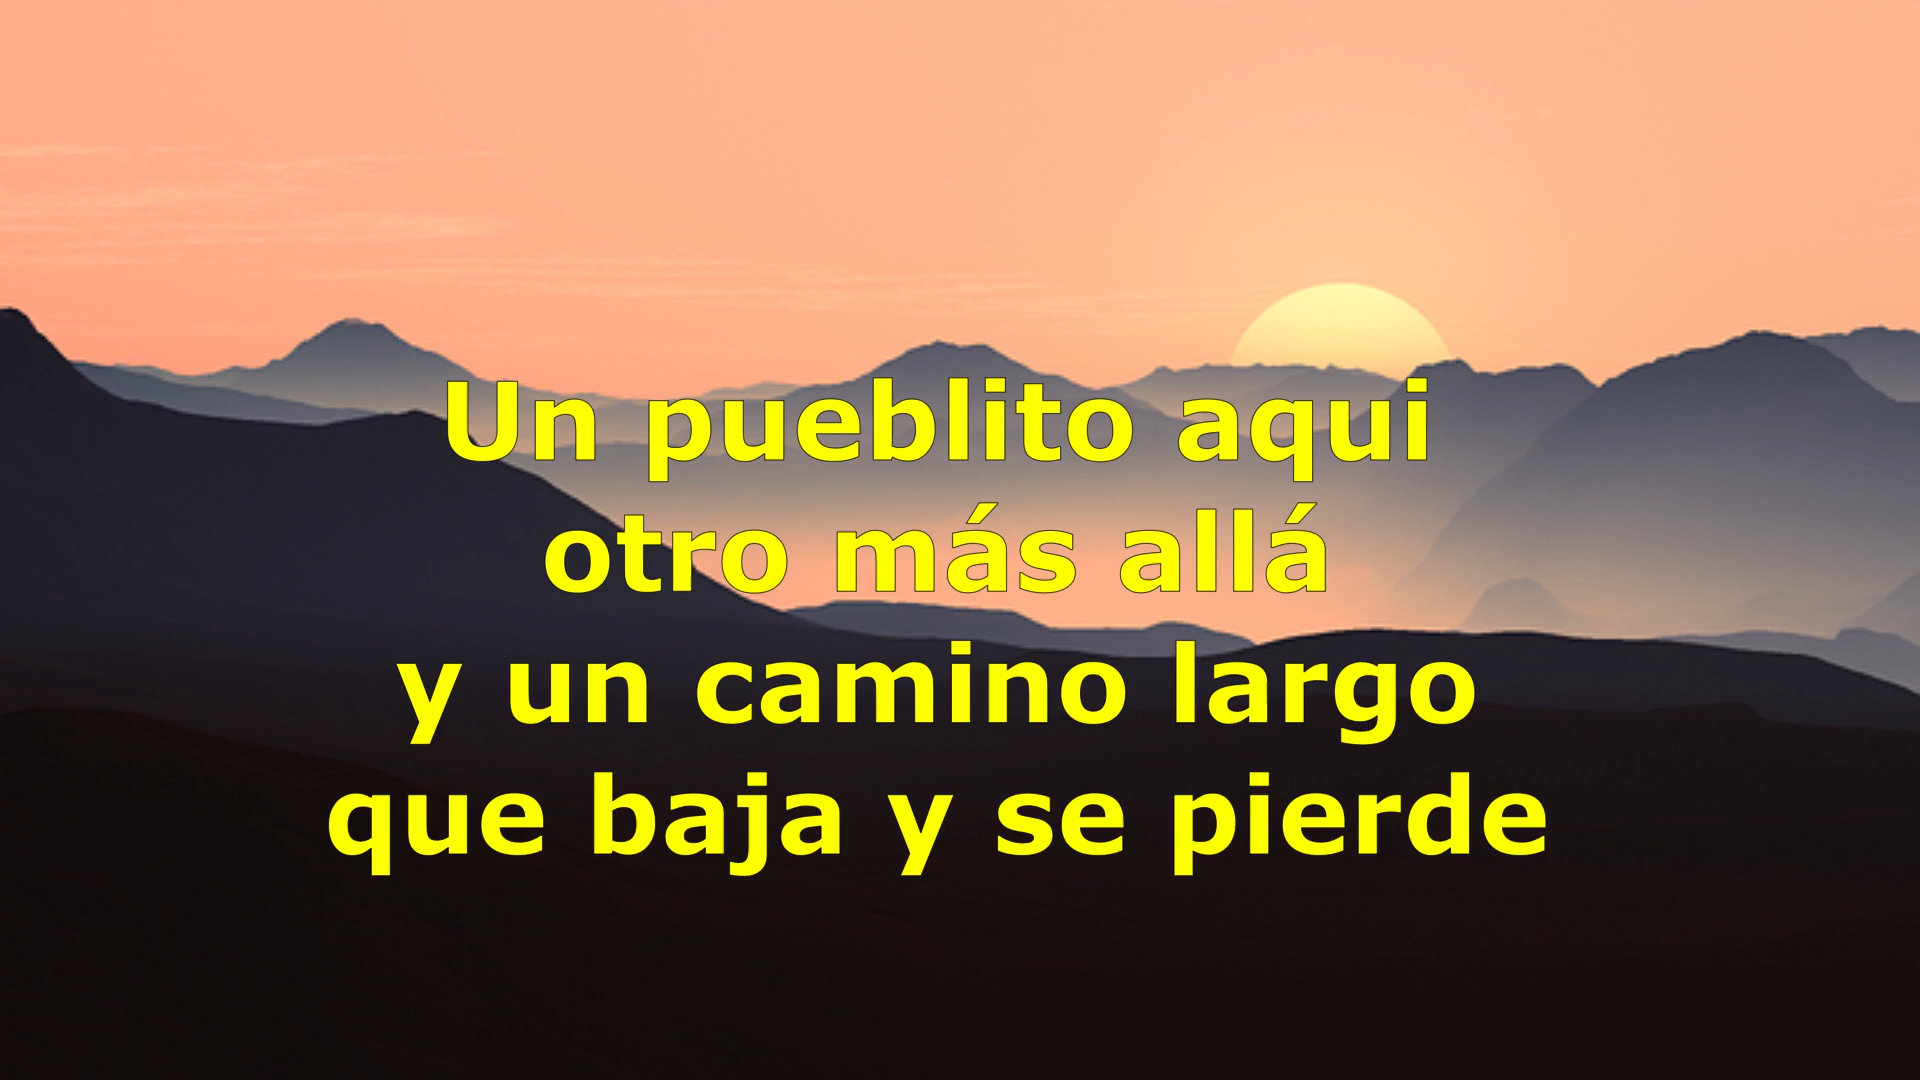 Un pueblito aqui
otro más allá
y un camino largo
que baja y se pierde